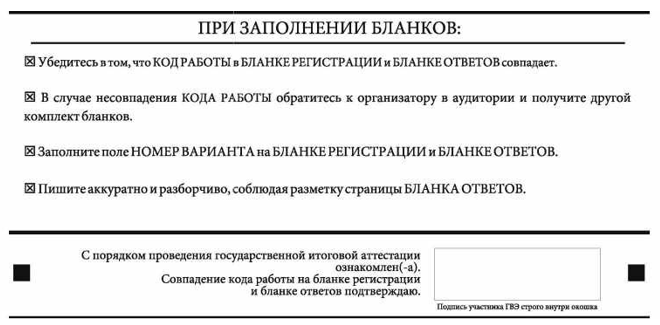 ПРИ ЗАПОЛНЕНИИ БЛАНКОВ:
☒ Убедитесь в том, что КОД РАБОТЫ в БЛАНКЕ РЕГИСТРАЦИИ и БЛАНКЕ ОТВЕТОВ совпадает.
☒ В случае несовпадения КОДА РАБОТЫ обратитесь к организатору в аудитории и получите другой
комплект бланков.
☒ Заполните поле НОМЕР ВАРИАНТА на БЛАНКЕ РЕГИСТРАЦИИ и БЛАНКЕ ОТВЕТОВ.
☒ Пишите аккуратно и разборчиво, соблюдая разметку страницы БЛАНКА ОТВЕТОВ.
С порядком проведения государственной итоговой аттестации
ознакомлен(-а).
Совпадение кода работы на бланке регистрации
и бланке ответов подтверждаю.
Подпись участника ГВЭ строго внутри окошка